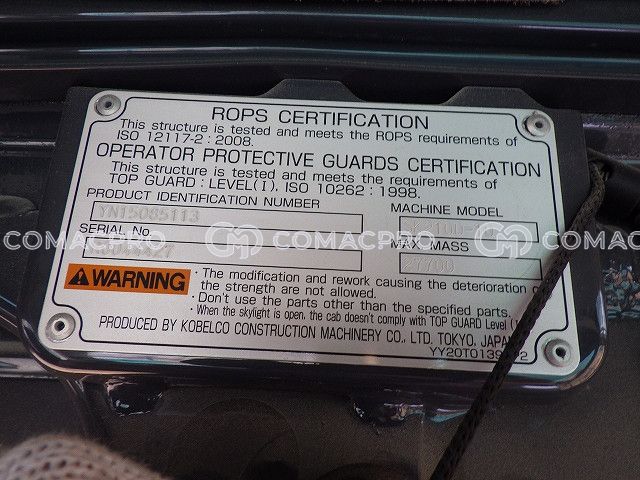 ROPS CERTIFICATION
This structure is tested and meets the ROPS requirements of
ISO 12117-2 : 2008.
OPERATOR PROTECTIVE GUARDS CERTIFICATION
This structure is tested and meets the requirements of
TOP GUARD : LEVEL(I). ISO 10262 : 1998.
PRODUCT IDENTIFICATION NUMBER
YN15085113
MACHINE MODEL
SERIAL No.
MAX. MASS
27700
COMACPRO COMACPRO COMACPRO
WARNING
・The modification and rework causing the deterioration of
the strength are not allowed.
・Don't use the parts other than the specified parts.
・When the skylight is open, the cab doesn't comply with TOP GUARD Level (
PRODUCED BY KOBELCO CONSTRUCTION MACHINERY CO., LTD. TOKYO, JAPAN